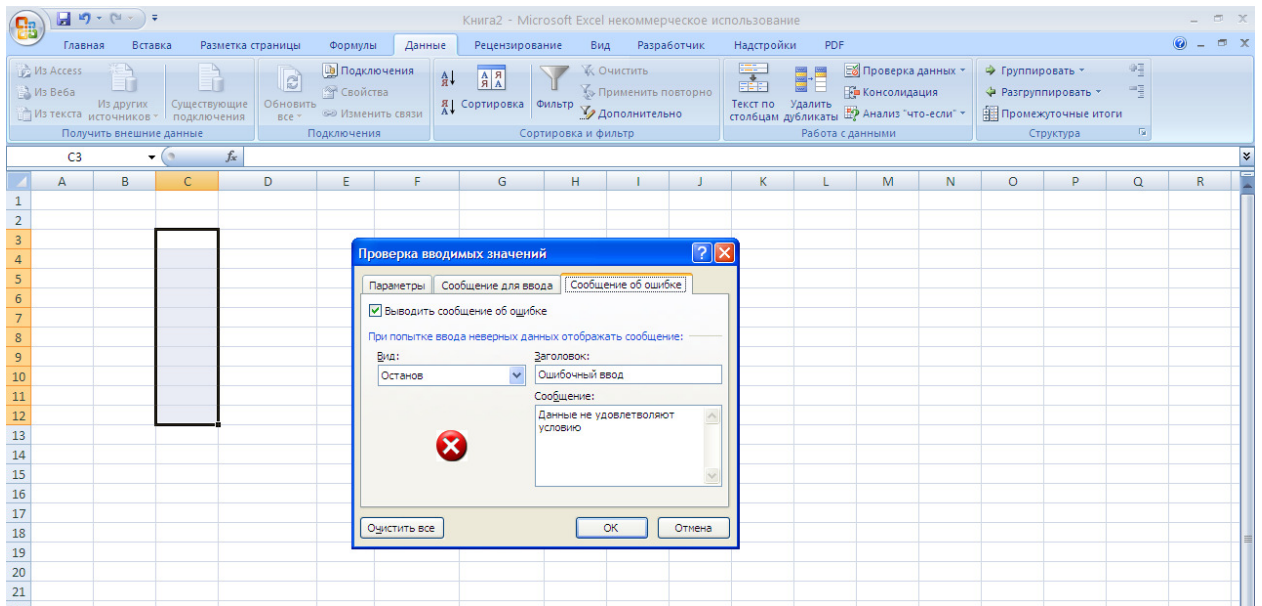 Книга2 - Microsoft Excel некоммерческое использование
Главная Вставка Разметка страницы Формулы Данные Рецензирование Вид Разработчик Надстройки PDF
Из Access
Из Веба
Из текста
Из других источников
Существующие подключения
Получить внешние данные
Обновить все
Подключения
Свойства
Изменить связи
Подключения
Сортировка
Фильтр
Очистить
Применить повторно
Дополнительно
Сортировка и фильтр
Текст по столбцам
Удалить дубликаты
Проверка данных
Консолидация
Анализ "что-если"
Работа с данными
Группировать
Разгруппировать
Промежуточные итоги
Структура
C3 fx
A B C D E F G H I J K L M N O P Q R
1
2
3
4
5
6
7
8
9
10
11
12
13
14
15
16
17
18
19
20
21
Проверка вводимых значений
Параметры Сообщение для ввода Сообщение об ошибке
Выводить сообщение об ошибке
При попытке ввода неверных данных отображать сообщение:
Вид: Заголовок:
Останов Ошибочный ввод
Сообщение:
Данные не удовлетволяют
условию
Очистить все ОК Отмена